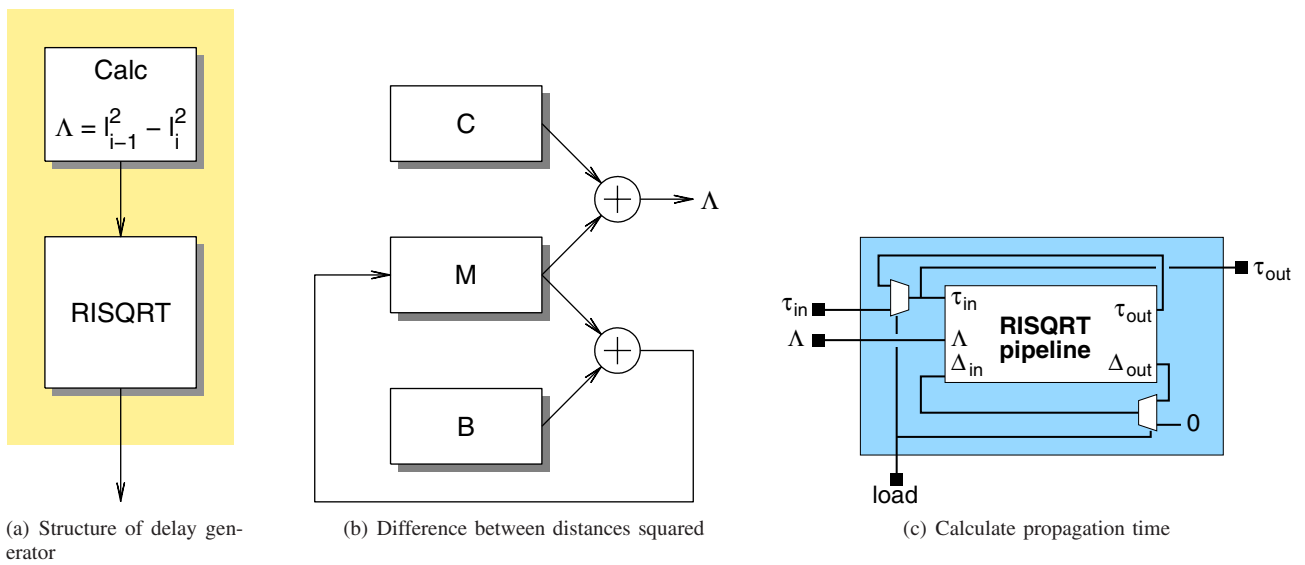 Calc
Λ = l²ᵢ₋₁ − l²ᵢ
RISQRT
(a) Structure of delay gen-
erator
C
Λ
M
B
(b) Difference between distances squared
τout
τin
Λ
τin
Λ
Δin
RISQRT
pipeline
τout
Δout
0
load
(c) Calculate propagation time